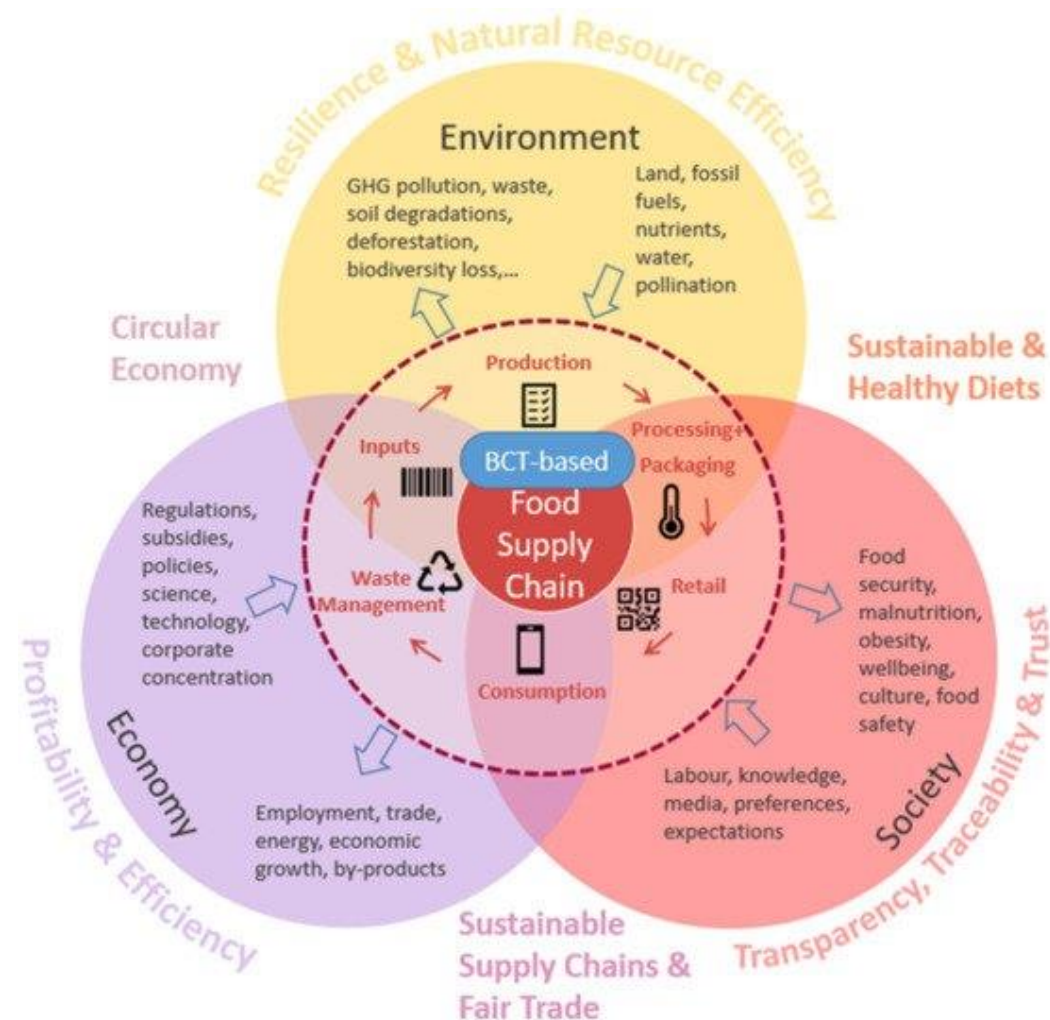 Resilience & Natural Resource Efficiency
Environment
GHG pollution, waste,
soil degradations,
deforestation,
biodiversity loss,...
Land, fossil
fuels,
nutrients,
water,
pollination
Circular
Economy
Sustainable &
Healthy Diets
Production
Processing+
Packaging
Inputs
BCT-based
Food
Supply
Chain
Retail
Waste
Management
Consumption
Regulations,
subsidies,
policies,
science,
technology,
corporate
concentration
Food
security,
malnutrition,
obesity,
wellbeing,
culture, food
safety
Economy
Employment, trade,
energy, economic
growth, by-products
Labour, knowledge,
media, preferences,
expectations
Society
Profitability & Efficiency
Transparency, Traceability & Trust
Sustainable
Supply Chains &
Fair Trade